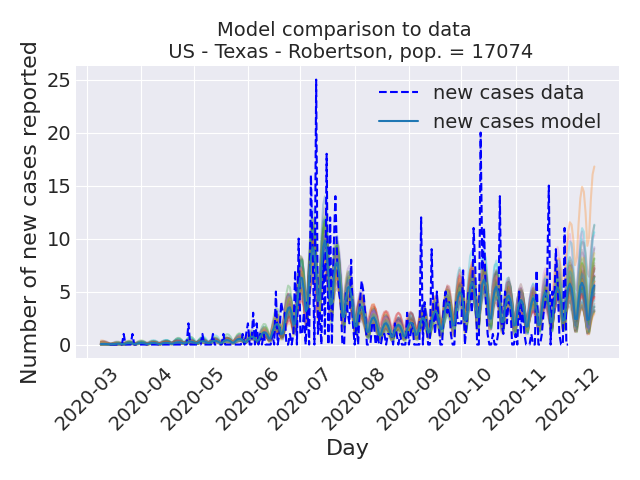 Model comparison to data
US - Texas - Robertson, pop. = 17074
Number of new cases reported
25
20
15
10
5
0
new cases data
new cases model
2020-03
2020-04
2020-05
2020-06
2020-07
2020-08
2020-09
2020-10
2020-11
2020-12
Day